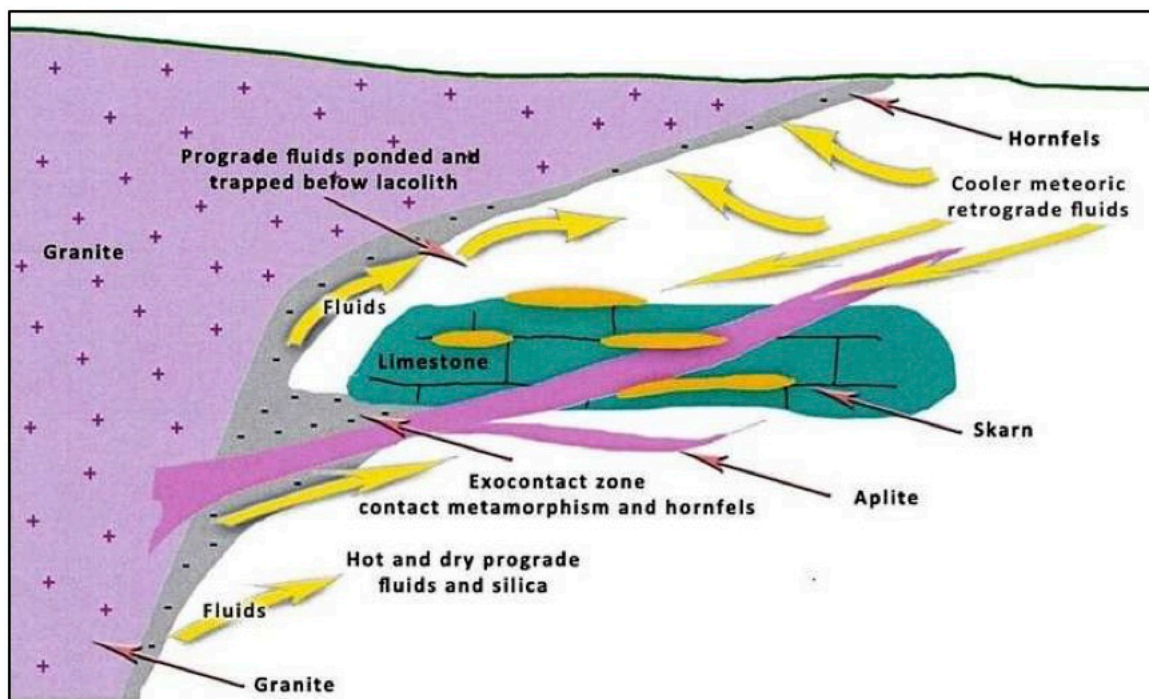 Hornfels
Prograde fluids ponded and
trapped below lacolith
Cooler meteoric
retrograde fluids
Granite
Fluids
Limestone
Skarn
Exocontact zone
contact metamorphism and hornfels
Aplite
Hot and dry prograde
fluids and silica
Fluids
Granite